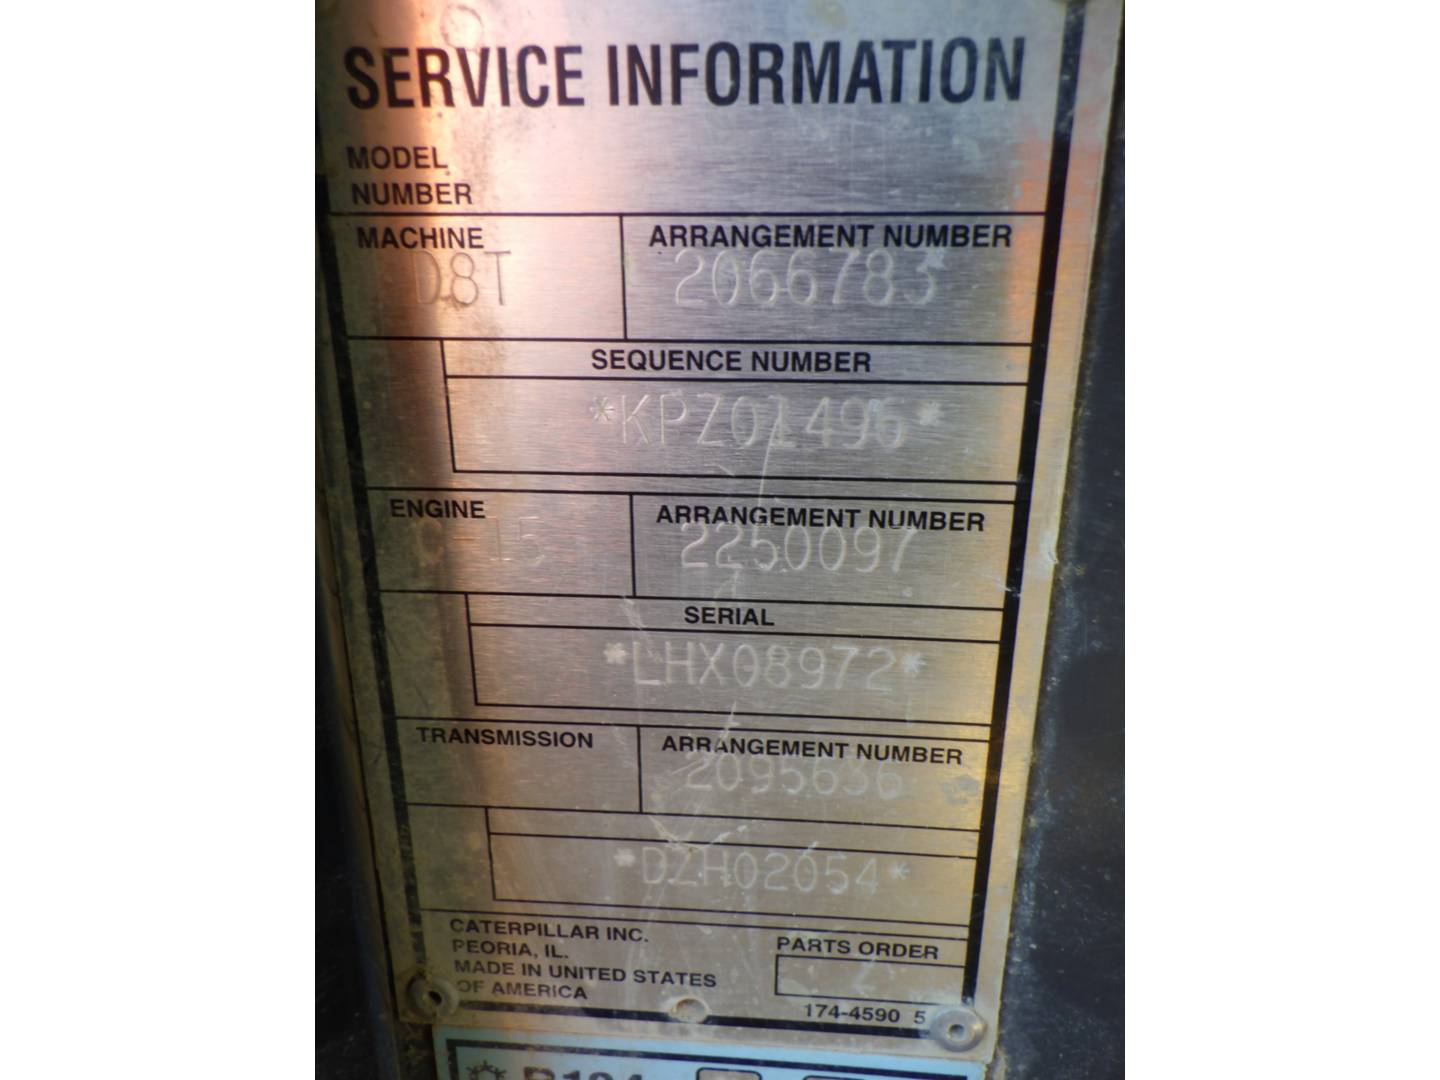 SERVICE INFORMATION
MODEL
NUMBER
MACHINE ARRANGEMENT NUMBER
D8T 2066783
SEQUENCE NUMBER
*KPZ01496*
ENGINE ARRANGEMENT NUMBER
C-15 2250097
SERIAL
*LHX08972*
TRANSMISSION ARRANGEMENT NUMBER
2095636
*DZH02054*
CATERPILLAR INC.
PEORIA, IL.
MADE IN UNITED STATES
OF AMERICA
PARTS ORDER
2
174-4590 5